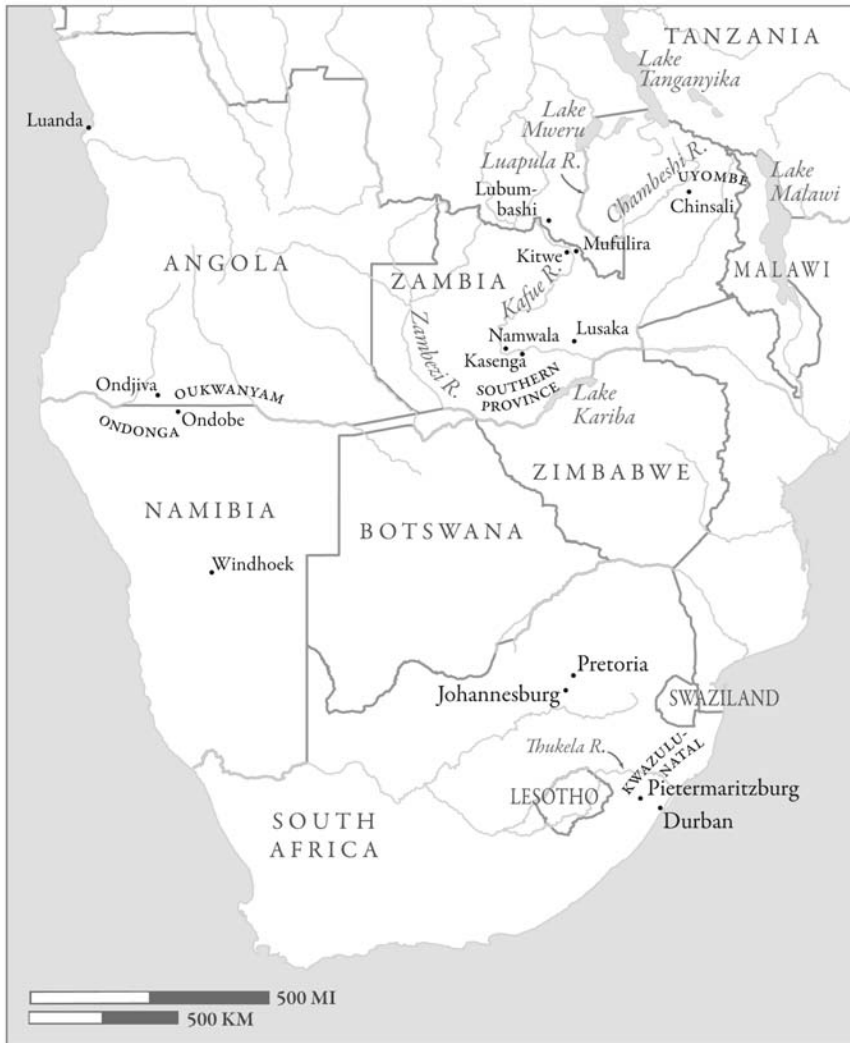 TANZANIA
Lake
Tanganyika
Luanda
Lake
Mweru
Luapula R.
Chambeshi R.
UYOMBE
Lake
Malawi
Lubum-
bashi
Chinsali
ANGOLA
Kitwe
Mufulira
MALAWI
ZAMBIA
Kafue R.
Zambezi R.
Namwala
Lusaka
Kasenga
SOUTHERN
PROVINCE
Ondjiva
OUKWANYAM
Lake
Kariba
ONDONGA
Ondobe
ZIMBABWE
NAMIBIA
BOTSWANA
Windhoek
Pretoria
Johannesburg
SWAZILAND
Thukela R.
KWAZULU-
NATAL
LESOTHO
Pietermaritzburg
Durban
SOUTH
AFRICA
500 MI
500 KM